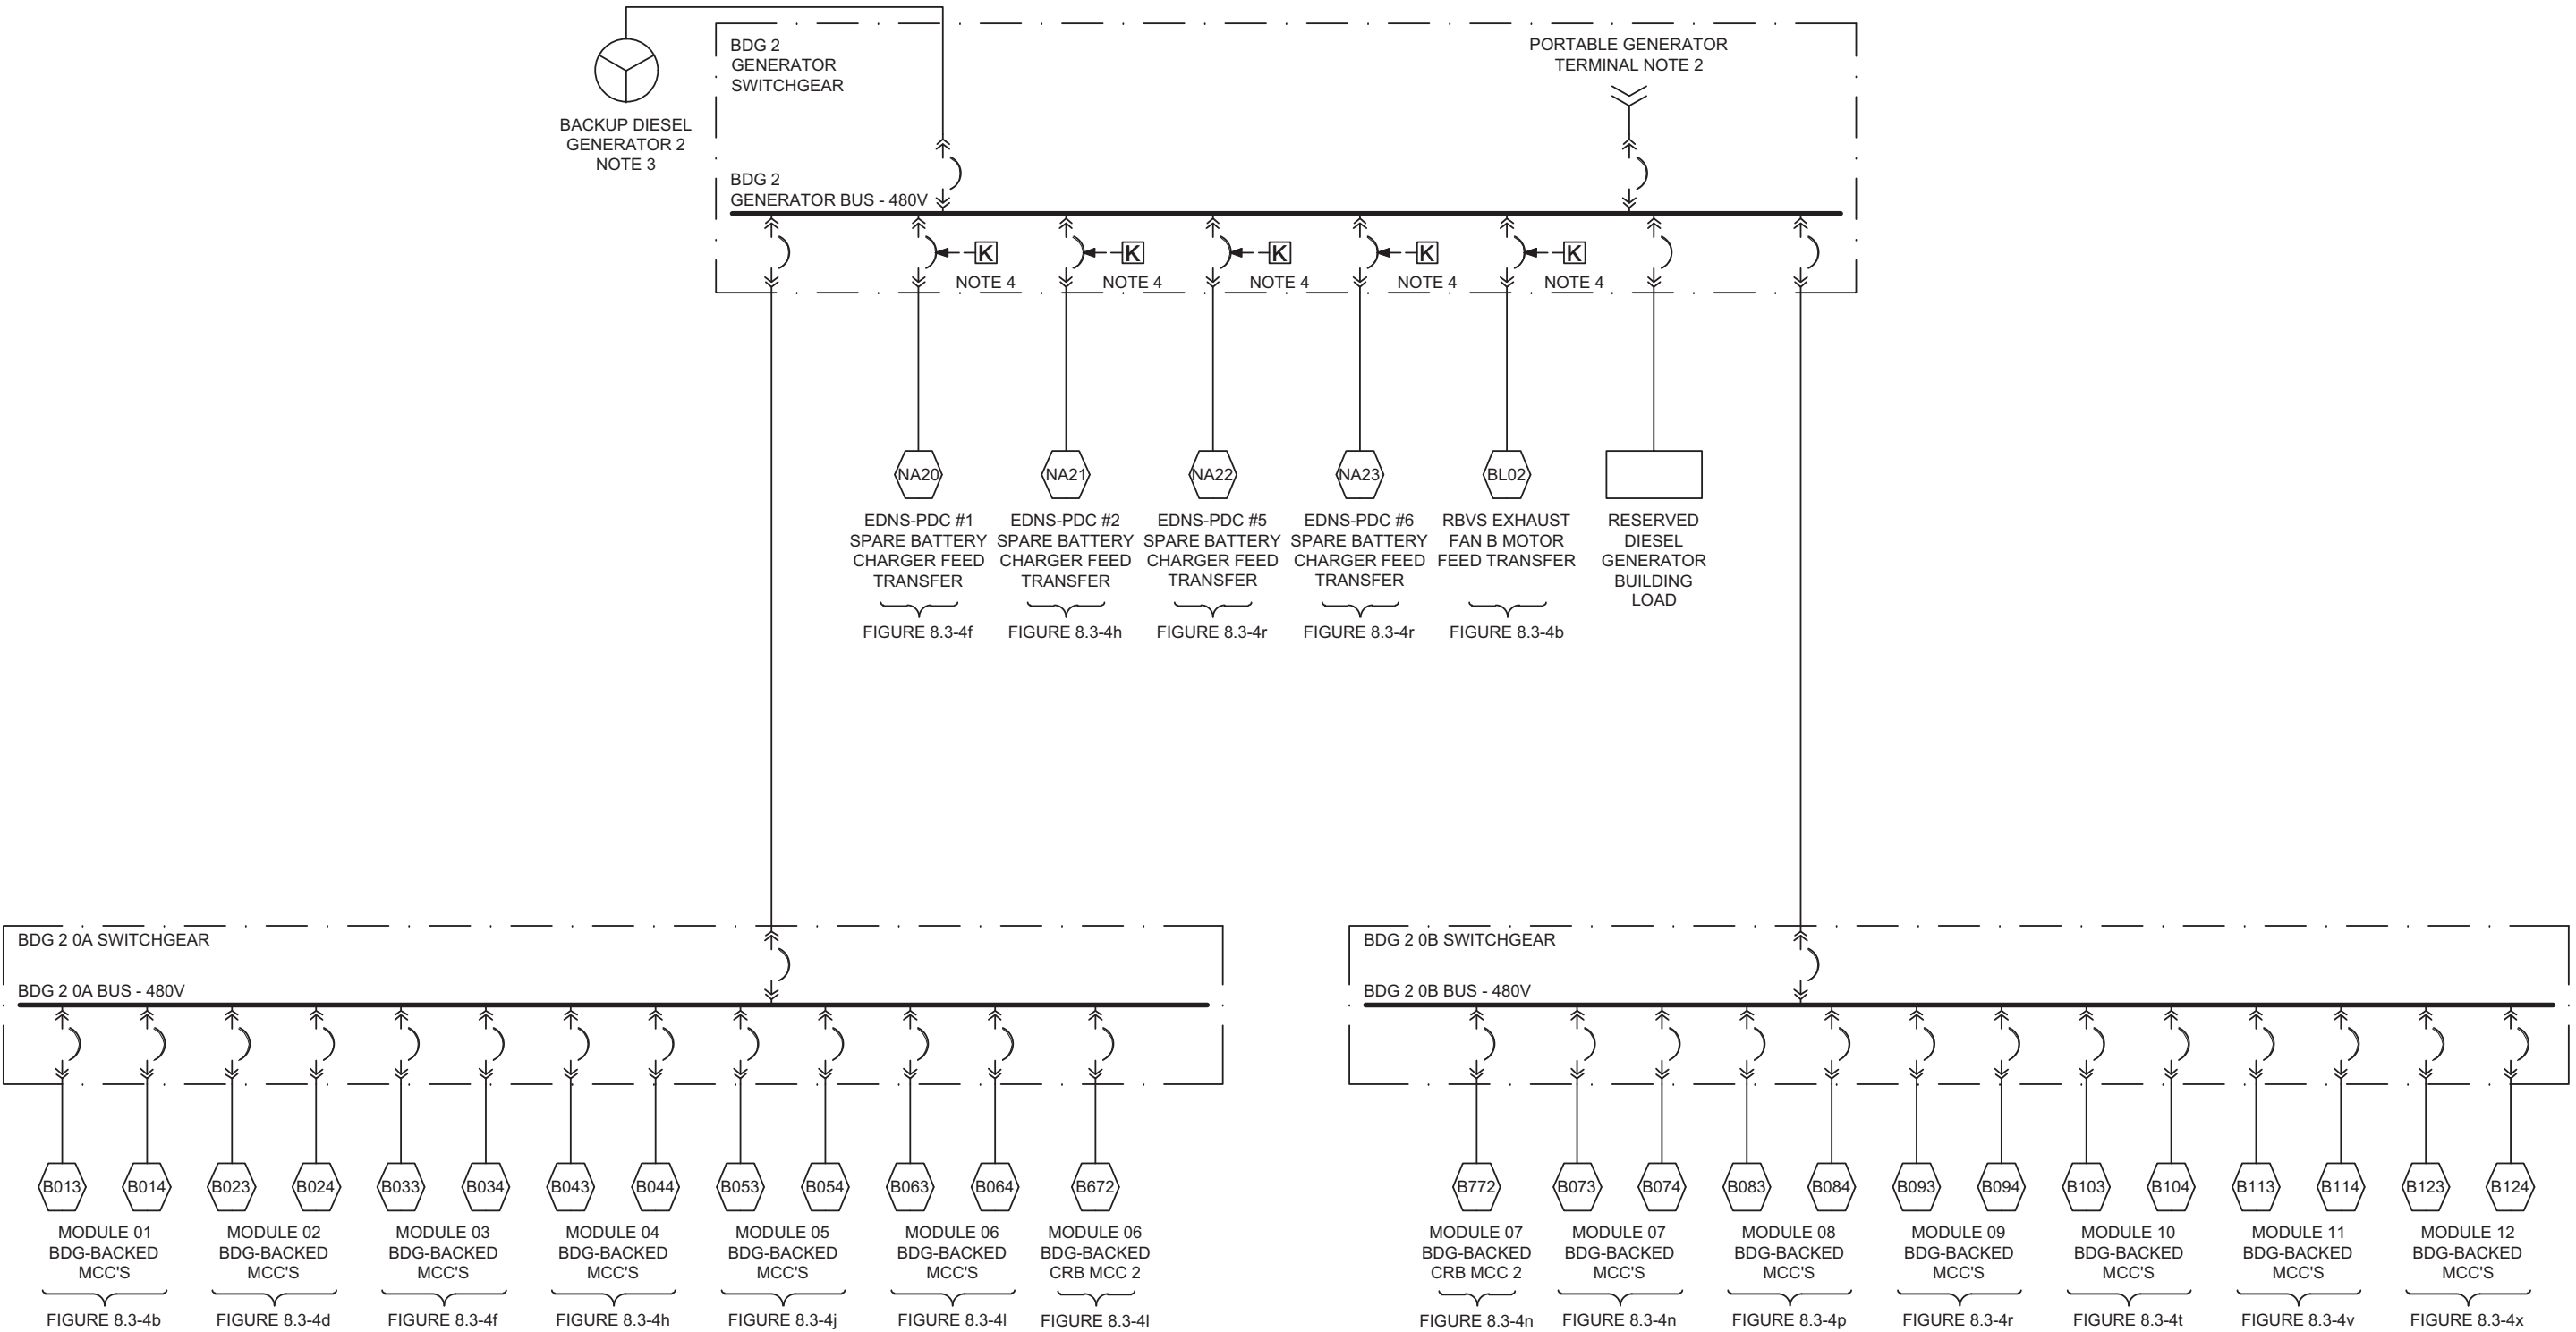 BDG 2
GENERATOR
SWITCHGEAR
PORTABLE GENERATOR
TERMINAL NOTE 2
BACKUP DIESEL
GENERATOR 2
NOTE 3
BDG 2
GENERATOR BUS - 480V
K
K
K
K
K
NOTE 4
NOTE 4
NOTE 4
NOTE 4
NOTE 4
NA20
EDNS-PDC #1
SPARE BATTERY
CHARGER FEED
TRANSFER
FIGURE 8.3-4f
NA21
EDNS-PDC #2
SPARE BATTERY
CHARGER FEED
TRANSFER
FIGURE 8.3-4h
NA22
EDNS-PDC #5
SPARE BATTERY
CHARGER FEED
TRANSFER
FIGURE 8.3-4r
NA23
EDNS-PDC #6
SPARE BATTERY
CHARGER FEED
TRANSFER
FIGURE 8.3-4r
BL02
RBVS EXHAUST
FAN B MOTOR
FEED TRANSFER
FIGURE 8.3-4b
RESERVED
DIESEL
GENERATOR
BUILDING
LOAD
BDG 2 0A SWITCHGEAR
BDG 2 0A BUS - 480V
B013
B014
MODULE 01
BDG-BACKED
MCC'S
FIGURE 8.3-4b
B023
B024
MODULE 02
BDG-BACKED
MCC'S
FIGURE 8.3-4d
B033
B034
MODULE 03
BDG-BACKED
MCC'S
FIGURE 8.3-4f
B043
B044
MODULE 04
BDG-BACKED
MCC'S
FIGURE 8.3-4h
B053
B054
MODULE 05
BDG-BACKED
MCC'S
FIGURE 8.3-4j
B063
B064
MODULE 06
BDG-BACKED
MCC'S
FIGURE 8.3-4l
B672
MODULE 06
BDG-BACKED
CRB MCC 2
FIGURE 8.3-4l
BDG 2 0B SWITCHGEAR
BDG 2 0B BUS - 480V
B772
MODULE 07
BDG-BACKED
CRB MCC 2
FIGURE 8.3-4n
B073
B074
MODULE 07
BDG-BACKED
MCC'S
FIGURE 8.3-4n
B083
B084
MODULE 08
BDG-BACKED
MCC'S
FIGURE 8.3-4p
B093
B094
MODULE 09
BDG-BACKED
MCC'S
FIGURE 8.3-4r
B103
B104
MODULE 10
BDG-BACKED
MCC'S
FIGURE 8.3-4t
B113
B114
MODULE 11
BDG-BACKED
MCC'S
FIGURE 8.3-4v
B123
B124
MODULE 12
BDG-BACKED
MCC'S
FIGURE 8.3-4x